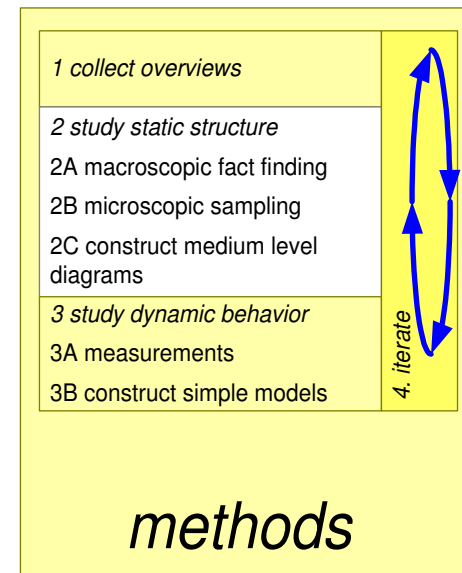 1 collect overviews
2 study static structure
2A macroscopic fact finding
2B microscopic sampling
2C construct medium level
diagrams
3 study dynamic behavior
3A measurements
3B construct simple models
4. iterate
methods